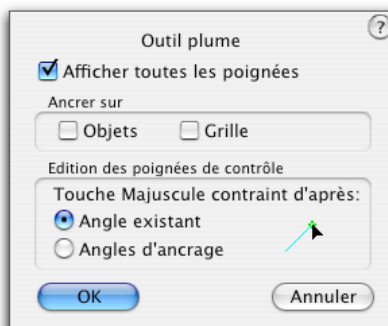 ?
Outil plume
Afficher toutes les poignées
Ancrer sur
Objets Grille
Edition des poignées de contrôle
Touche Majuscule contraint d'après:
Angle existant
Angles d'ancrage
OK Annuler